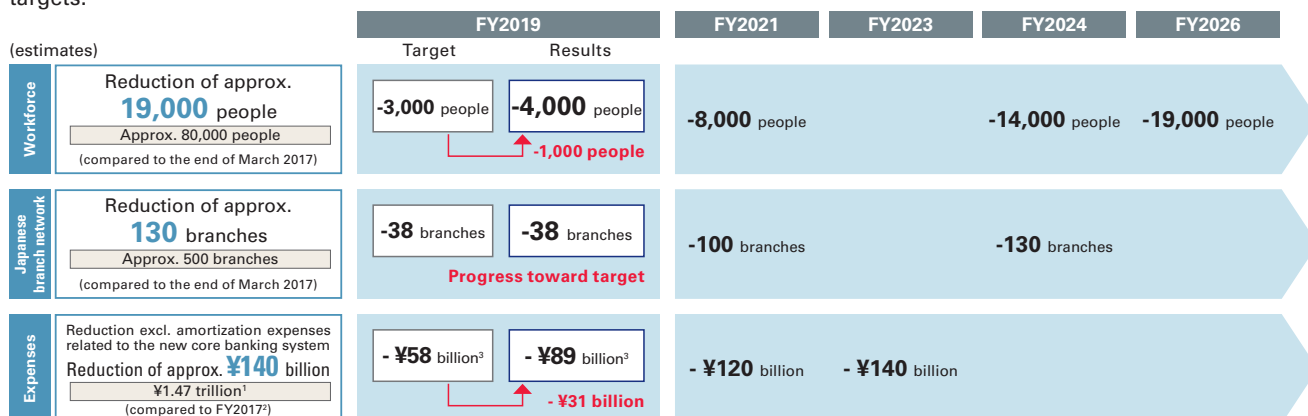 targets.
FY2019 FY2021 FY2023 FY2024 FY2026
(estimates) Target Results
Workforce
Reduction of approx.
19,000 people
Approx. 80,000 people
(compared to the end of March 2017)
-3,000 people -4,000 people
-1,000 people
-8,000 people -14,000 people -19,000 people
Japanese
branch network
Reduction of approx.
130 branches
Approx. 500 branches
(compared to the end of March 2017)
-38 branches -38 branches
Progress toward target
-100 branches -130 branches
Expenses
Reduction excl. amortization expenses
related to the new core banking system
Reduction of approx. ¥140 billion
¥1.47 trillion¹
(compared to FY2017²)
- ¥58 billion³ - ¥89 billion³
- ¥31 billion
- ¥120 billion - ¥140 billion